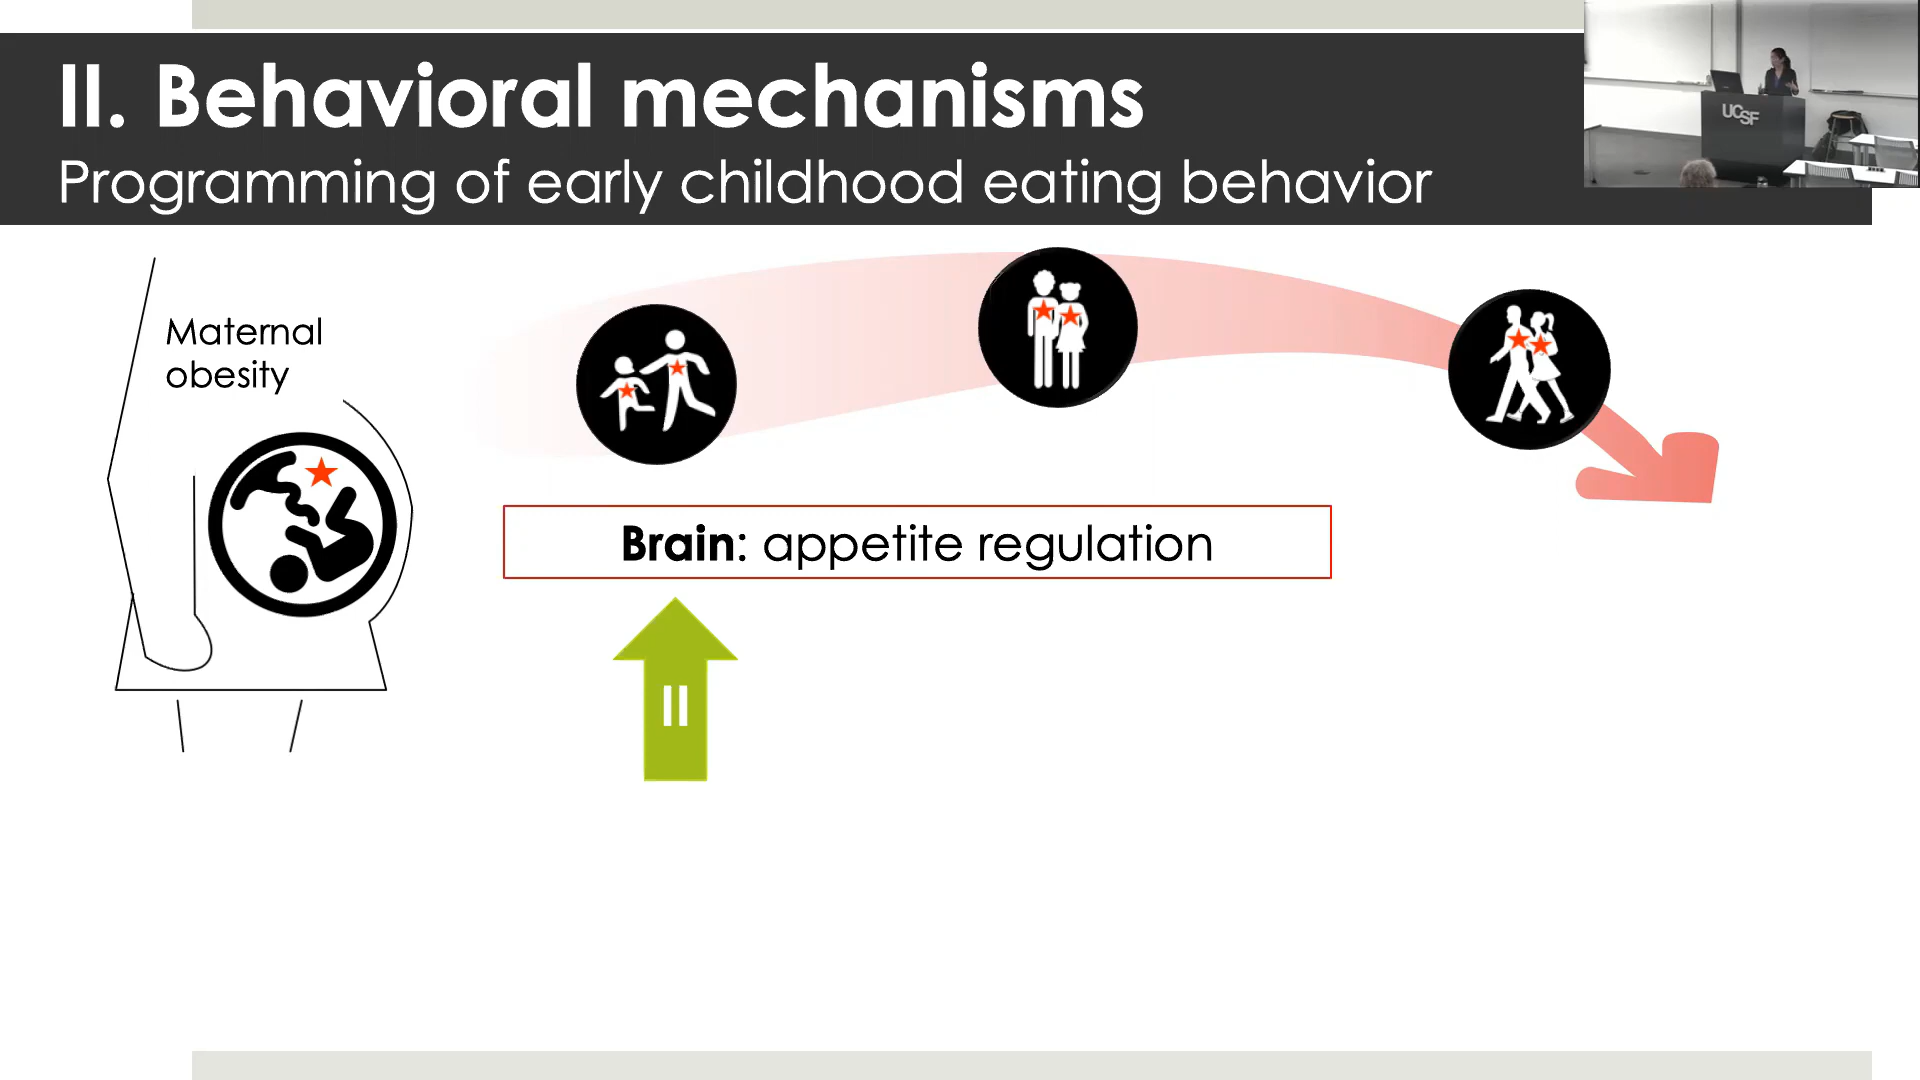 II. Behavioral mechanisms
Programming of early childhood eating behavior
UCSF
Maternal
obesity
Brain: appetite regulation
II